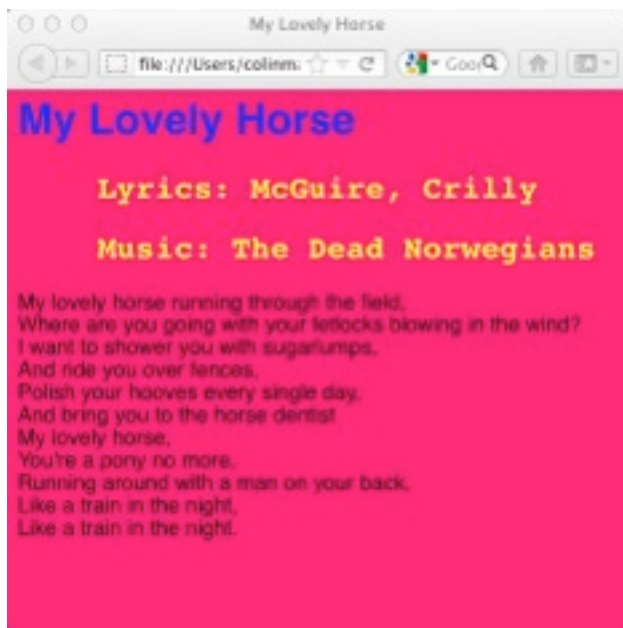 My Lovely Horse
file:///Users/colinm
My Lovely Horse
Lyrics: McGuire, Crilly
Music: The Dead Norwegians
My lovely horse running through the field,
Where are you going with your fetlocks blowing in the wind?
I want to shower you with sugarlumps,
And ride you over fences,
Polish your hooves every single day,
And bring you to the horse dentist
My lovely horse,
You're a pony no more,
Running around with a man on your back,
Like a train in the night,
Like a train in the night.